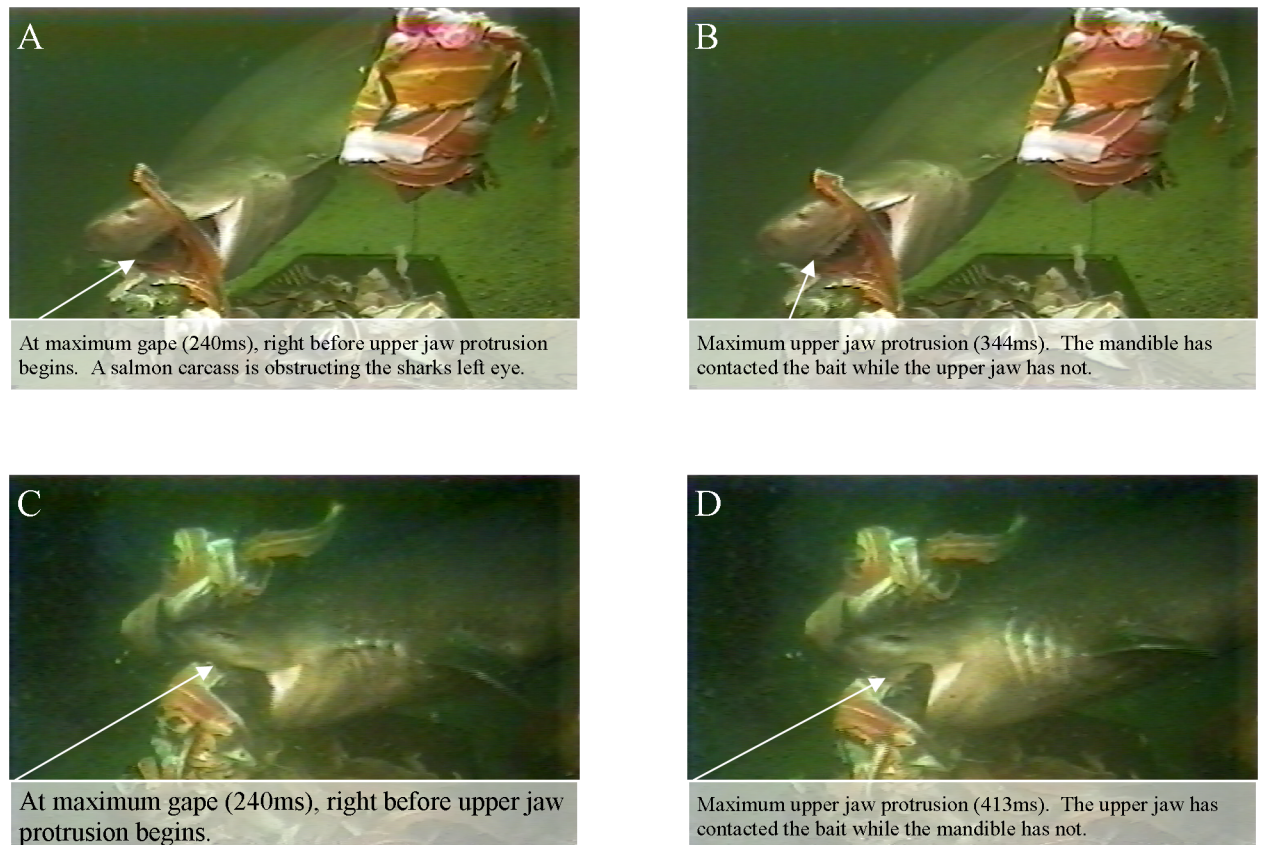 A
B
At maximum gape (240ms), right before upper jaw protrusion
begins. A salmon carcass is obstructing the sharks left eye.
Maximum upper jaw protrusion (344ms). The mandible has
contacted the bait while the upper jaw has not.
C
D
At maximum gape (240ms), right before upper jaw
protrusion begins.
Maximum upper jaw protrusion (413ms). The upper jaw has
contacted the bait while the mandible has not.